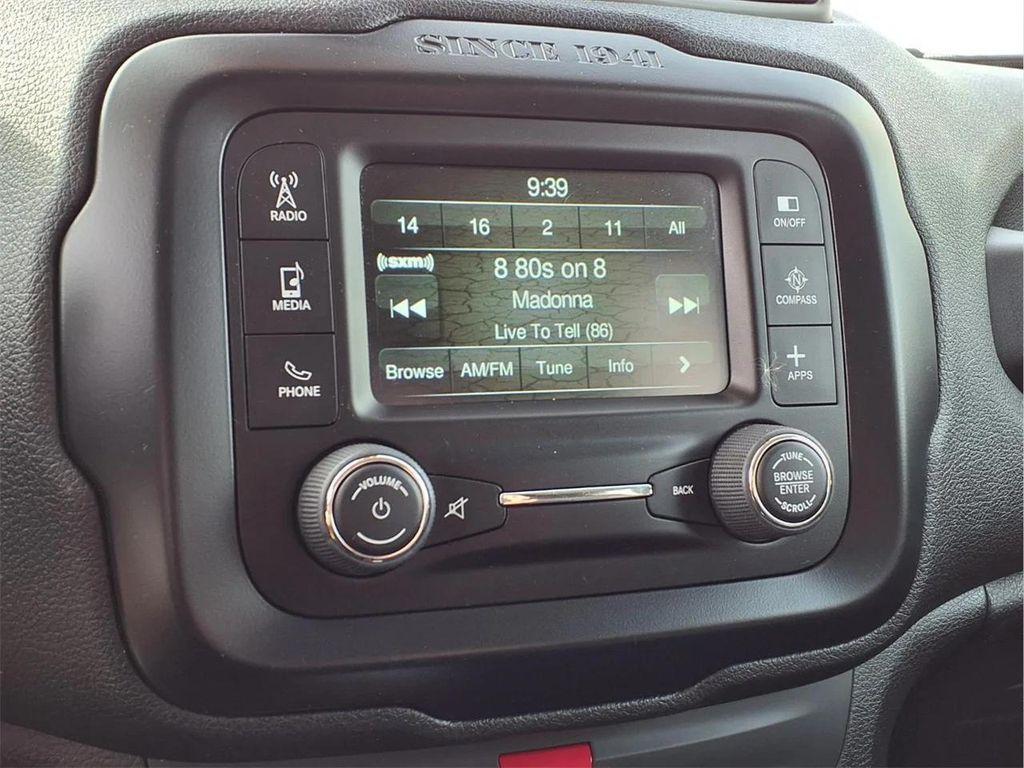 SINCE 1941
RADIO
MEDIA
PHONE
9:39
14 16 2 11 All
((sxm))
8 80s on 8
Madonna
Live To Tell (86)
Browse AM/FM Tune Info >
ON/OFF
N
COMPASS
+
APPS
VOLUME
BACK
TUNE
BROWSE
ENTER
SCROLL